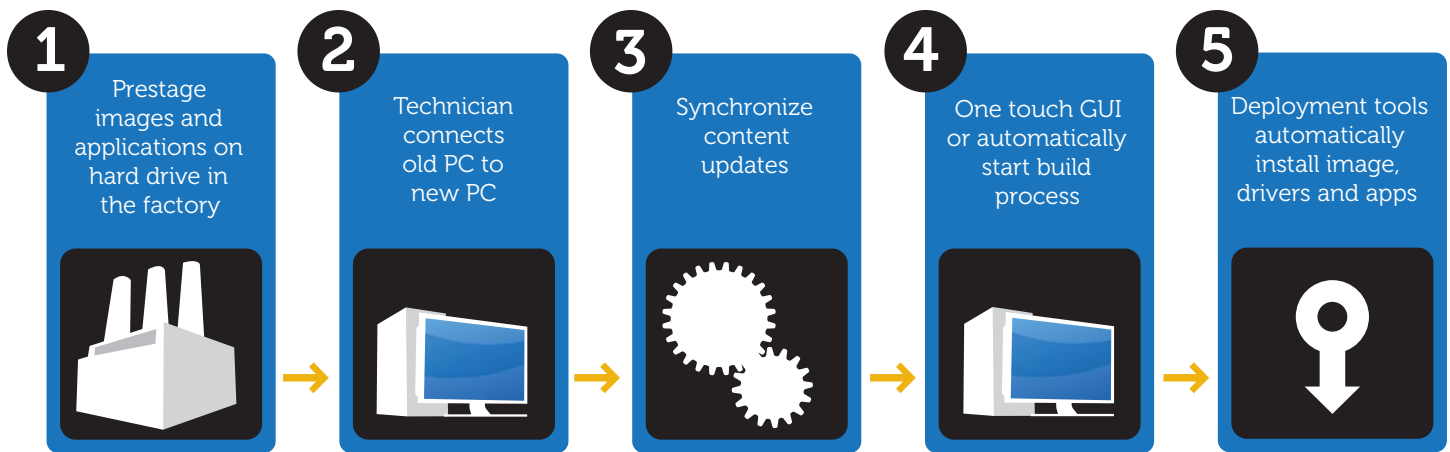 1
Prestage
images and
applications on
hard drive in
the factory
2
Technician
connects
old PC to
new PC
3
Synchronize
content
updates
4
One touch GUI
or automatically
start build
process
5
Deployment tools
automatically
install image,
drivers and apps